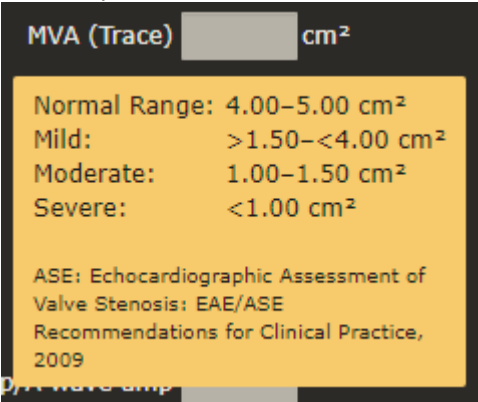 MVA (Trace) cm²
Normal Range: 4.00–5.00 cm²
Mild: >1.50–<4.00 cm²
Moderate: 1.00–1.50 cm²
Severe: <1.00 cm²
ASE: Echocardiographic Assessment of
Valve Stenosis: EAE/ASE
Recommendations for Clinical Practice,
2009